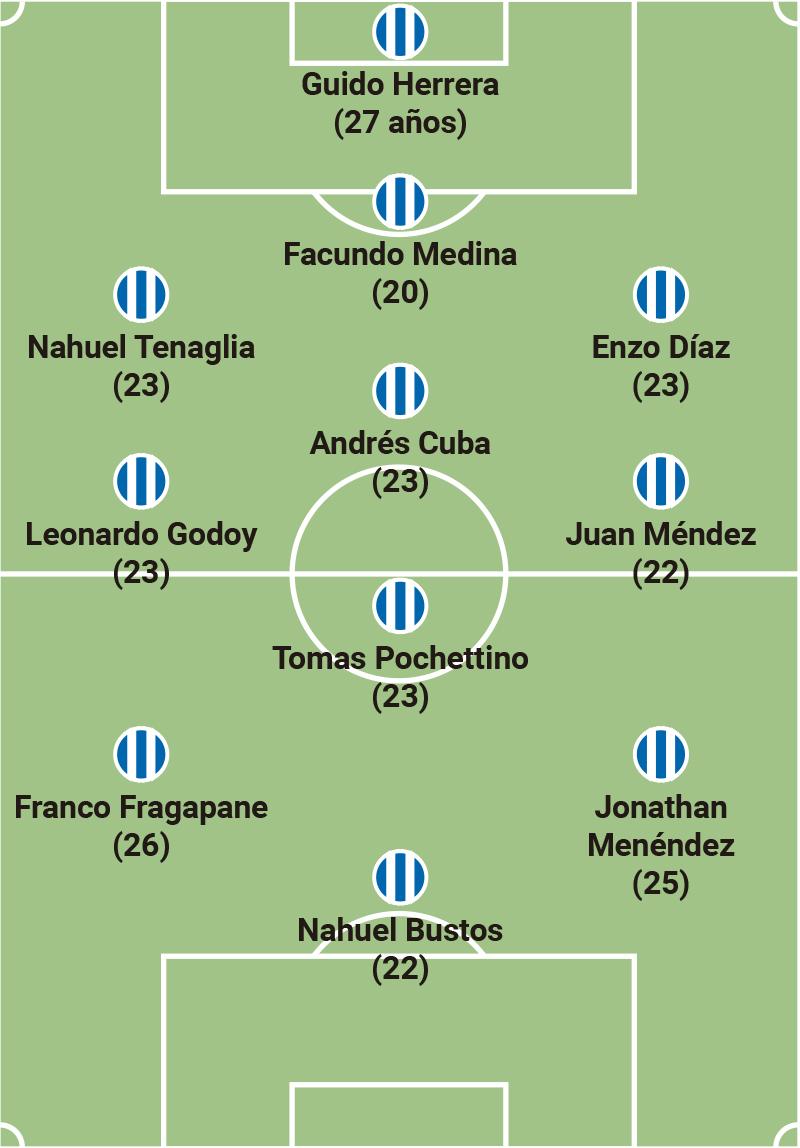 Guido Herrera
(27 años)
Facundo Medina
(20)
Nahuel Tenaglia
(23)
Enzo Díaz
(23)
Andrés Cuba
(23)
Leonardo Godoy
(23)
Juan Méndez
(22)
Tomas Pochettino
(23)
Franco Fragapane
(26)
Jonathan
Menéndez
(25)
Nahuel Bustos
(22)